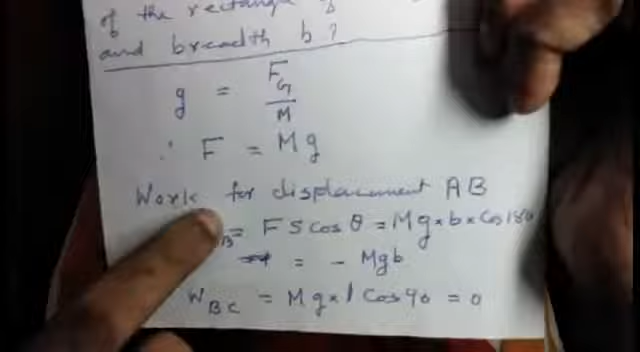 of the rectangle
and breadth b?
g = F_G / M
∴ F = Mg
Work for displacement AB
B = F S cos θ = Mg × b × cos 180
= - Mgb
W_BC = Mg × l cos 90 = 0